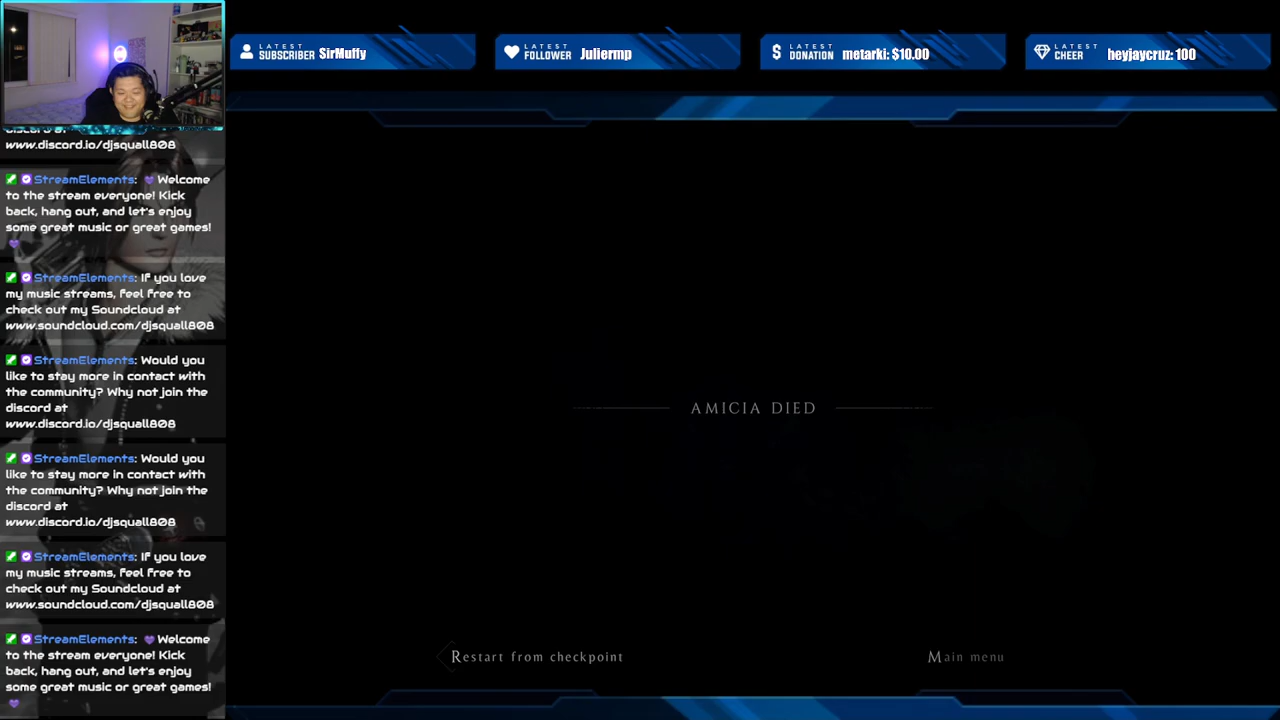 LATEST
SUBSCRIBER SirMuffy
LATEST
FOLLOWER Juliermp
LATEST
DONATION metarki: $10.00
LATEST
CHEER heyjaycruz: 100
www.discord.io/djsquall808
StreamElements: 💜Welcome
to the stream everyone! Kick
back, hang out, and let's enjoy
some great music or great games!
💜
StreamElements: If you love
my music streams, feel free to
check out my Soundcloud at
www.soundcloud.com/djsquall808
StreamElements: Would you
like to stay more in contact with
the community? Why not join the
discord at
www.discord.io/djsquall808
StreamElements: Would you
like to stay more in contact with
the community? Why not join the
discord at
www.discord.io/djsquall808
StreamElements: If you love
my music streams, feel free to
check out my Soundcloud at
www.soundcloud.com/djsquall808
StreamElements: 💜Welcome
to the stream everyone! Kick
back, hang out, and let's enjoy
some great music or great games!
💜
AMICIA DIED
Restart from checkpoint
Main menu